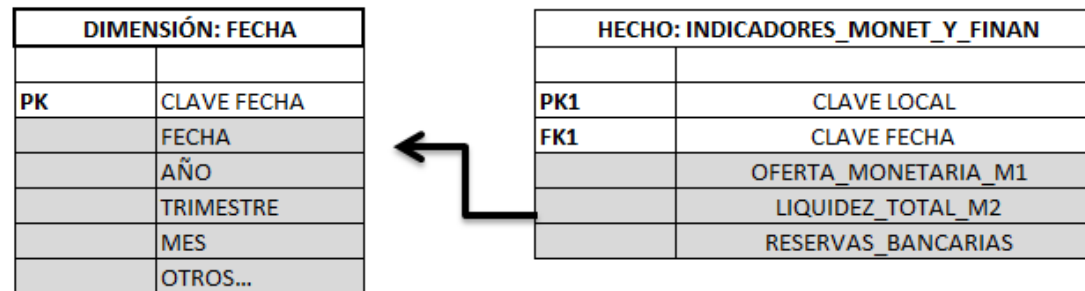 DIMENSIÓN: FECHA
PK CLAVE FECHA
FECHA
AÑO
TRIMESTRE
MES
OTROS...
HECHO: INDICADORES_MONET_Y_FINAN
PK1 CLAVE LOCAL
FK1 CLAVE FECHA
OFERTA_MONETARIA_M1
LIQUIDEZ_TOTAL_M2
RESERVAS_BANCARIAS